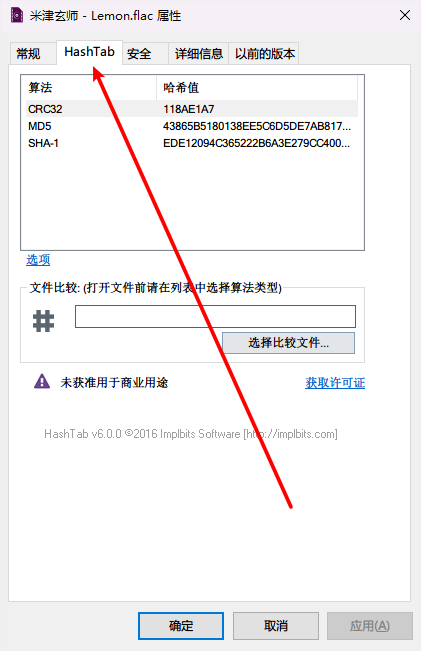 米津玄师 - Lemon.flac 属性
常规 HashTab 安全 详细信息 以前的版本
算法 哈希值
CRC32 118AE1A7
MD5 43865B5180138EE5C6D5DE7AB817...
SHA-1 EDE12094C365222B6A3E279CC400...
选项
文件比较: (打开文件前请在列表中选择算法类型)
选择比较文件...
未获准用于商业用途 获取许可证
HashTab v6.0.0 ©2016 Implbits Software [http://implbits.com]
确定 取消 应用(A)